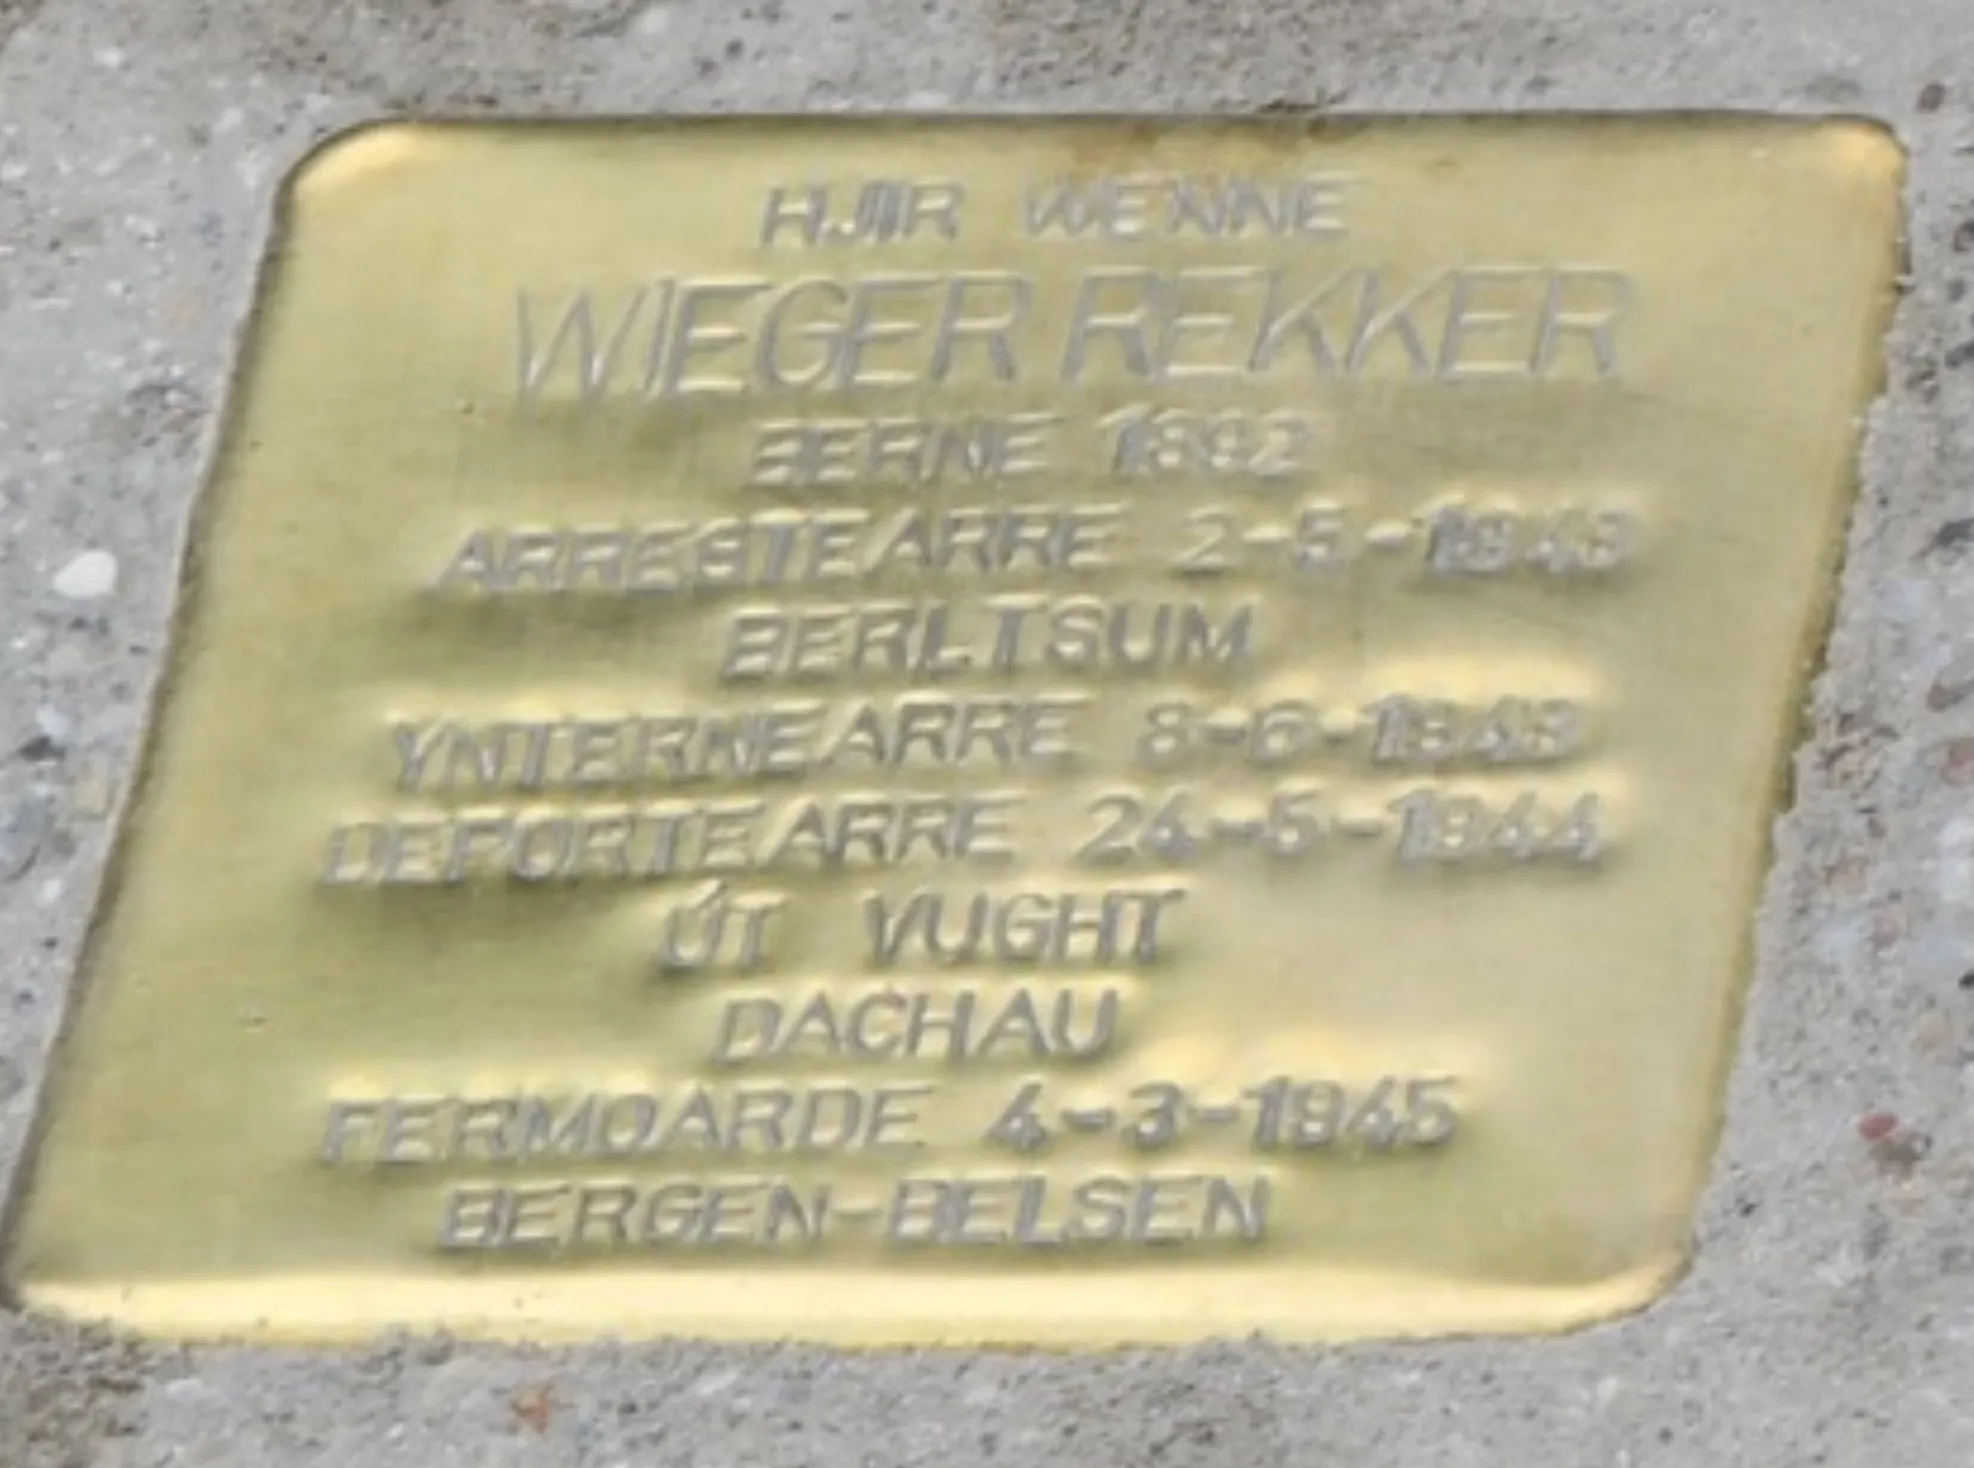 HJIR WENNE
WIEGER REKKER
BERNE 1892
ARRESTEARRE 2-5-1943
BERLTSUM
YNTERNEARRE 8-6-1943
DEPORTEARRE 24-5-1944
ÚT VUGHT
DACHAU
FERMOARDE 4-3-1945
BERGEN-BELSEN